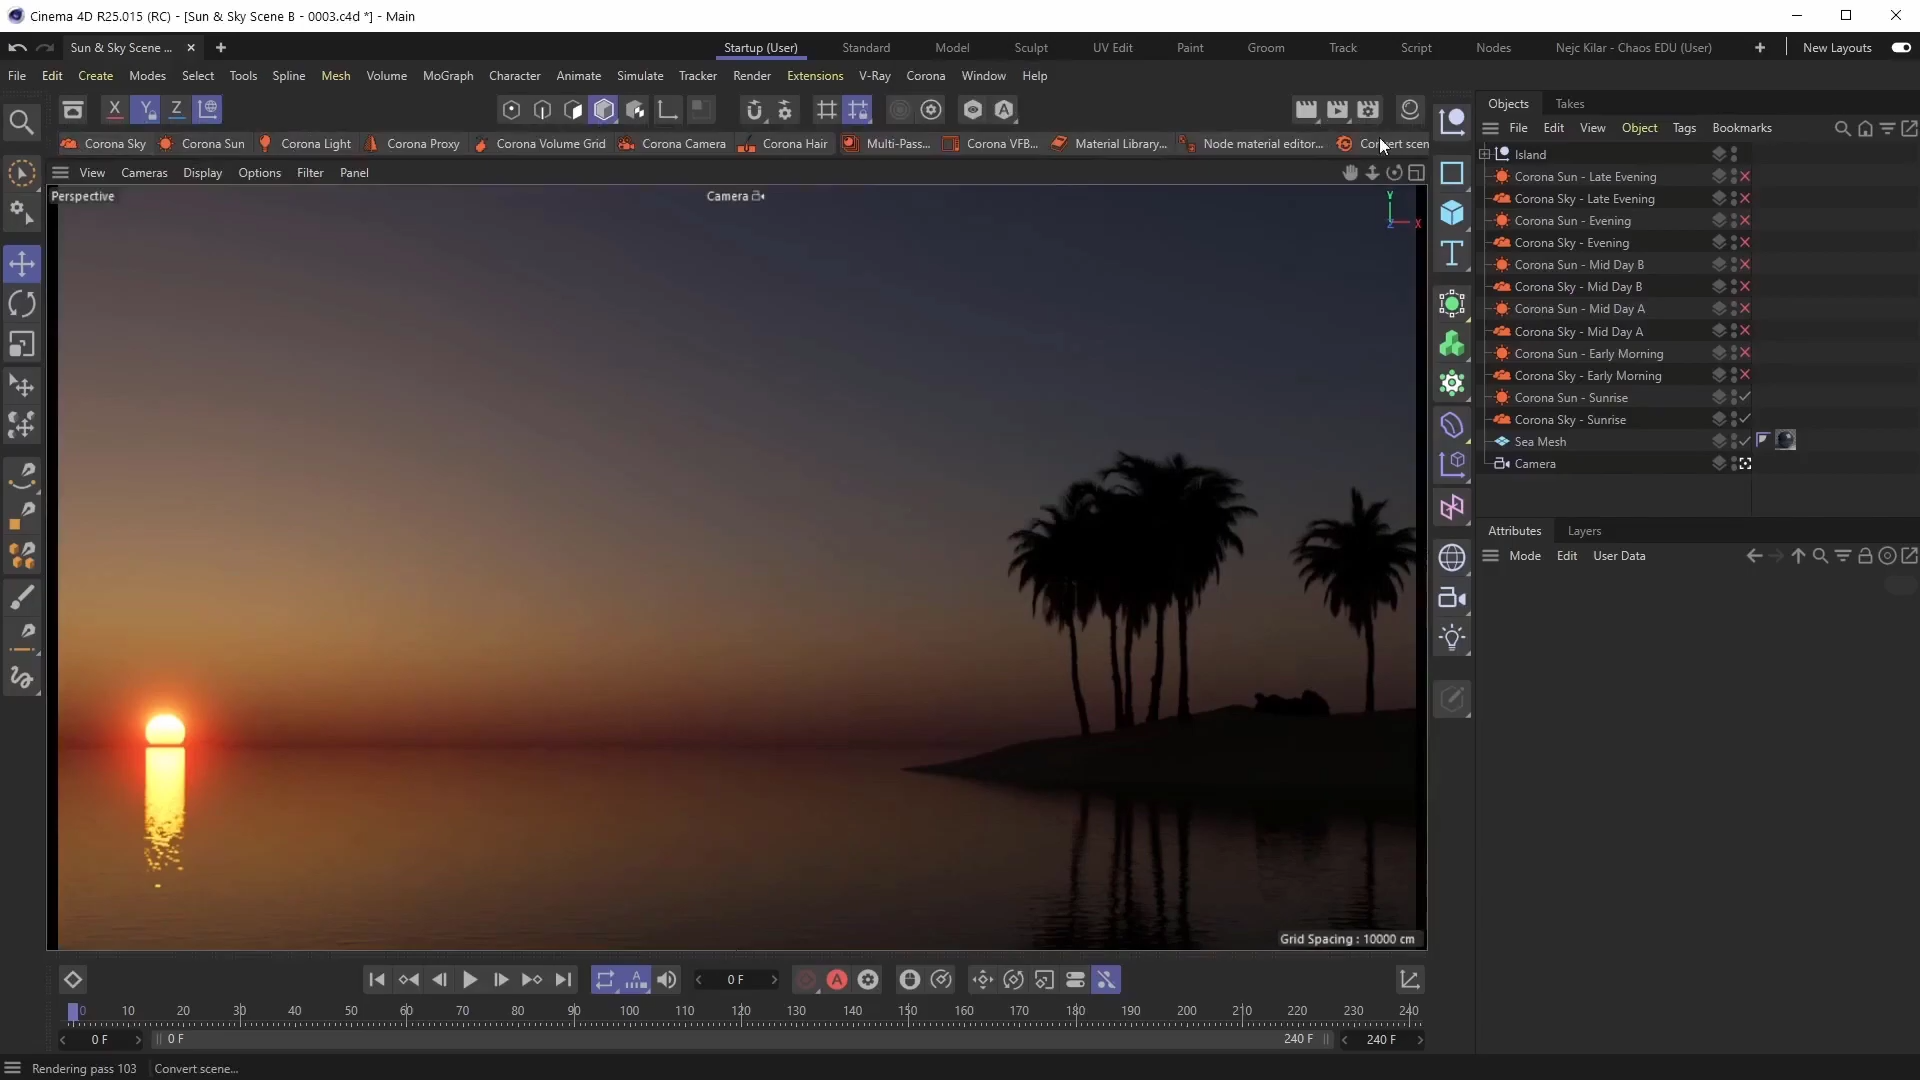 Cinema 4D R25.015 (RC) - [Sun & Sky Scene B - 0003.c4d *] - Main
Sun & Sky Scene ...
Startup (User) Standard Model Sculpt UV Edit Paint Groom Track Script Nodes Nejc Kilar - Chaos EDU (User) New Layouts
File Edit Create Modes Select Tools Spline Mesh Volume MoGraph Character Animate Simulate Tracker Render Extensions V-Ray Corona Window Help
X Y Z
Corona Sky Corona Sun Corona Light Corona Proxy Corona Volume Grid Corona Camera Corona Hair Multi-Pass... Corona VFB... Material Library... Node material editor...
View Cameras Display Options Filter Panel
Perspective
Camera
Y
X
Z
Grid Spacing : 10000 cm
Objects Takes
File Edit View Object Tags Bookmarks
Island
Corona Sun - Late Evening
Corona Sky - Late Evening
Corona Sun - Evening
Corona Sky - Evening
Corona Sun - Mid Day B
Corona Sky - Mid Day B
Corona Sun - Mid Day A
Corona Sky - Mid Day A
Corona Sun - Early Morning
Corona Sky - Early Morning
Corona Sun - Sunrise
Corona Sky - Sunrise
Sea Mesh
Camera
Attributes Layers
Mode Edit User Data
0 F
0 10 20 30 40 50 60 70 80 90 100 110 120 130 140 150 160 170 180 190 200 210 220 230 240
0 F 0 F 240 F 240 F
Rendering pass 103 Convert scene...